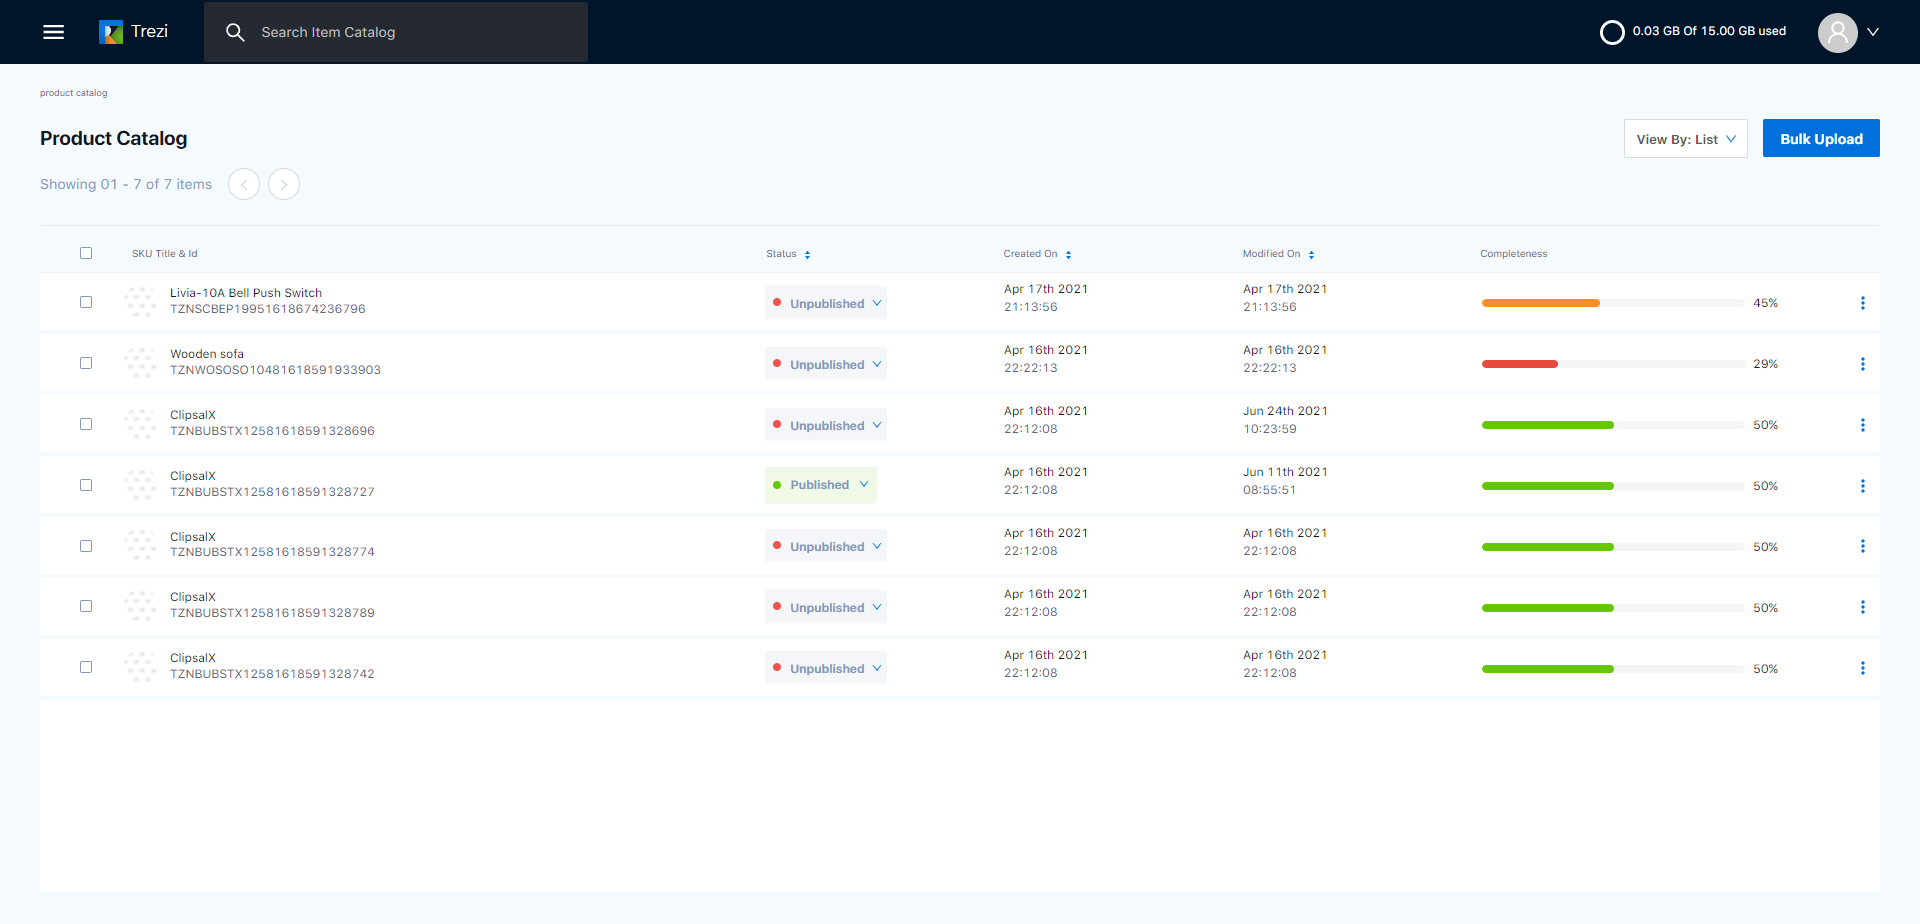 Trezi
Search Item Catalog
0.03 GB Of 15.00 GB used
product catalog
Product Catalog
View By: List
Bulk Upload
Showing 01 - 7 of 7 items
SKU Title & Id Status Created On Modified On Completeness
Livia-10A Bell Push Switch
TZNSCBEP19951618674236796
Unpublished
Apr 17th 2021
21:13:56
Apr 17th 2021
21:13:56
45%
Wooden sofa
TZNWOSOSO10481618591933903
Unpublished
Apr 16th 2021
22:22:13
Apr 16th 2021
22:22:13
29%
ClipsalX
TZNBUBSTX12581618591328696
Unpublished
Apr 16th 2021
22:12:08
Jun 24th 2021
10:23:59
50%
ClipsalX
TZNBUBSTX12581618591328727
Published
Apr 16th 2021
22:12:08
Jun 11th 2021
08:55:51
50%
ClipsalX
TZNBUBSTX12581618591328774
Unpublished
Apr 16th 2021
22:12:08
Apr 16th 2021
22:12:08
50%
ClipsalX
TZNBUBSTX12581618591328789
Unpublished
Apr 16th 2021
22:12:08
Apr 16th 2021
22:12:08
50%
ClipsalX
TZNBUBSTX12581618591328742
Unpublished
Apr 16th 2021
22:12:08
Apr 16th 2021
22:12:08
50%